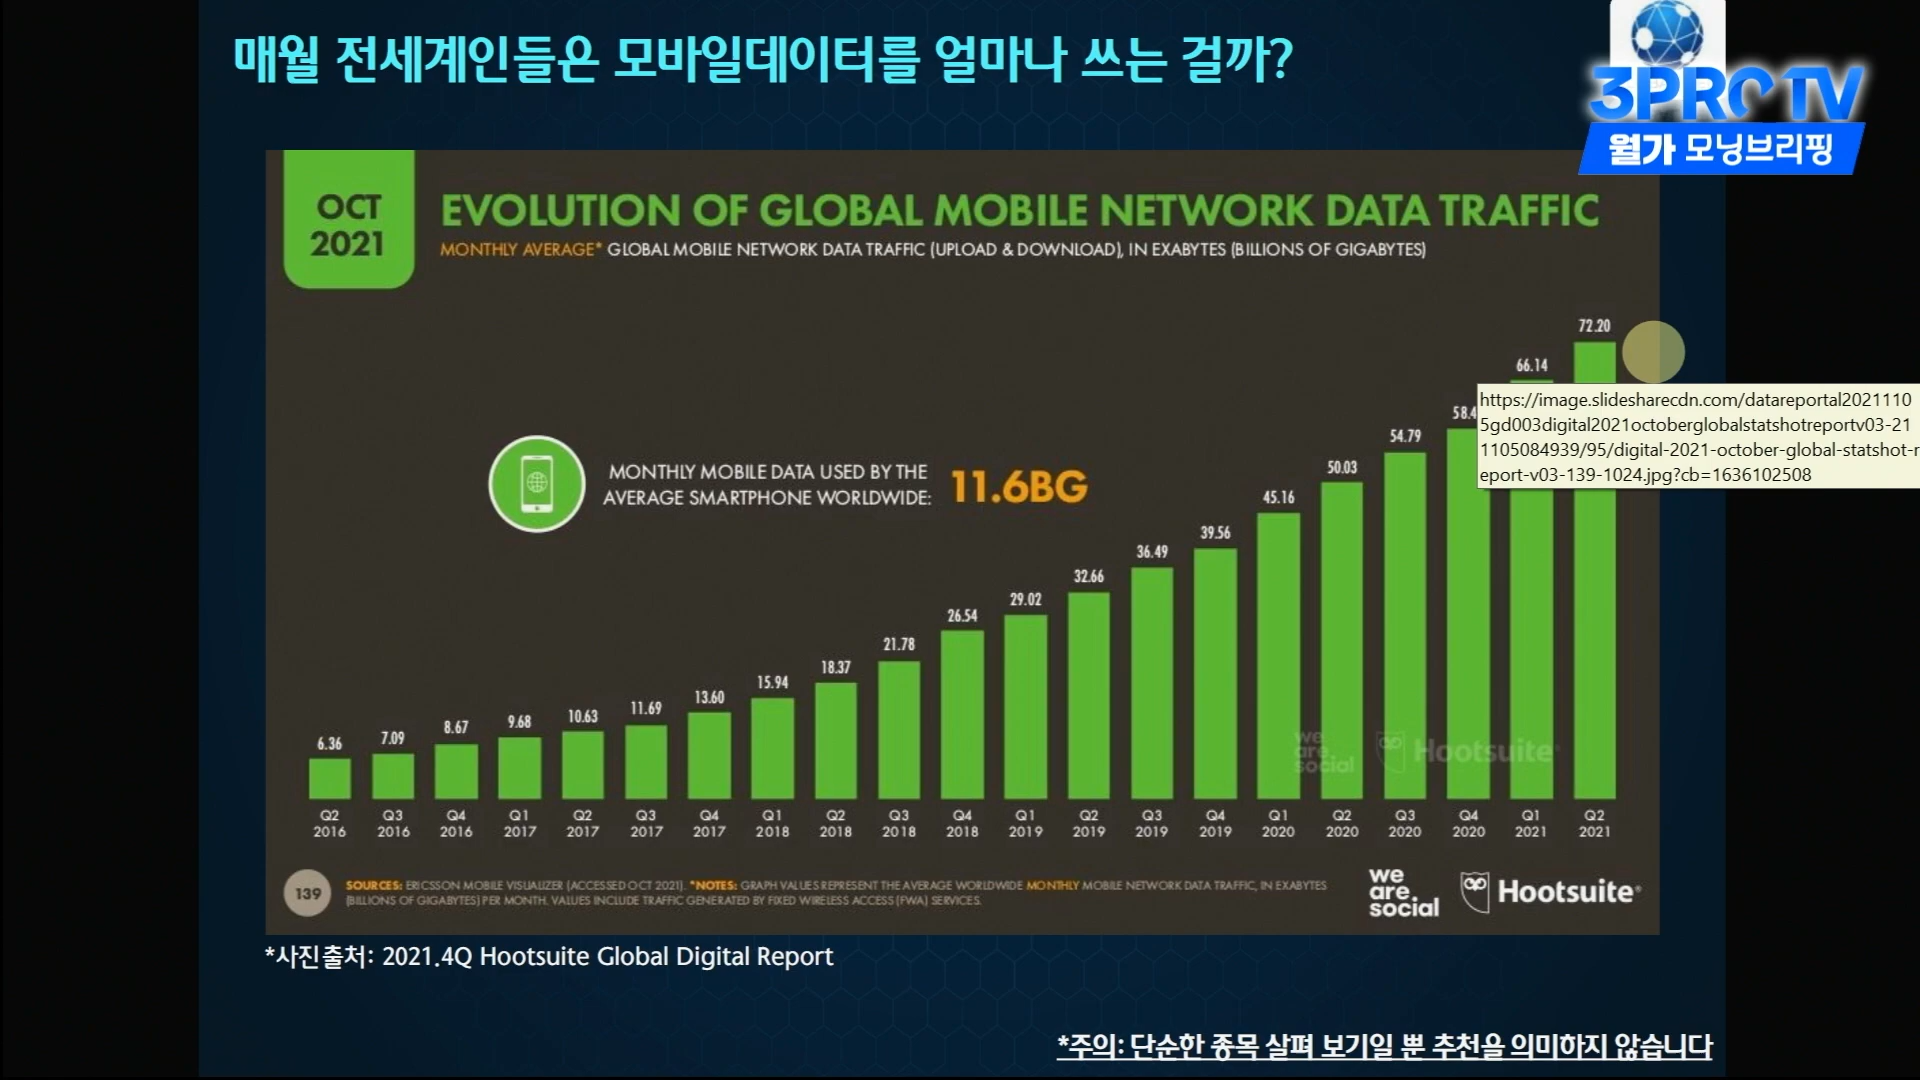 매월 전세계인들은 모바일데이터를 얼마나 쓰는 걸까?
3PRO TV
월가 모닝브리핑
OCT
2021
EVOLUTION OF GLOBAL MOBILE NETWORK DATA TRAFFIC
MONTHLY AVERAGE* GLOBAL MOBILE NETWORK DATA TRAFFIC (UPLOAD & DOWNLOAD), IN EXABYTES (BILLIONS OF GIGABYTES)
MONTHLY MOBILE DATA USED BY THE
AVERAGE SMARTPHONE WORLDWIDE:
11.6BG
6.36 7.09 8.67 9.68 10.63 11.69 13.60 15.94 18.37 21.78 26.54 29.02 32.66 36.49 39.56 45.16 50.03 54.79 58.4 66.14 72.20
https://image.slidesharecdn.com/datareportal2021110
5gd003digital2021octoberglobalstatshotreportv03-21
1105084939/95/digital-2021-october-global-statshot-r
eport-v03-139-1024.jpg?cb=1636102508
we
are.
social
Hootsuite
Q2 Q3 Q4 Q1 Q2 Q3 Q4 Q1 Q2 Q3 Q4 Q1 Q2 Q3 Q4 Q1 Q2 Q3 Q4 Q1 Q2
2016 2016 2016 2017 2017 2017 2017 2018 2018 2018 2018 2019 2019 2019 2019 2020 2020 2020 2020 2021 2021
139
SOURCES: ERICSSON MOBILE VISUALIZER (ACCESSED OCT 2021). *NOTES: GRAPH VALUES REPRESENT THE AVERAGE WORLDWIDE MONTHLY MOBILE NETWORK DATA TRAFFIC, IN EXABYTES
(BILLIONS OF GIGABYTES) PER MONTH. VALUES INCLUDE TRAFFIC GENERATED BY FIXED WIRELESS ACCESS (FWA) SERVICES.
we
are.
social
Hootsuite®
*사진출처: 2021.4Q Hootsuite Global Digital Report
*주의: 단순한 종목 살펴 보기일 뿐 추천을 의미하지 않습니다